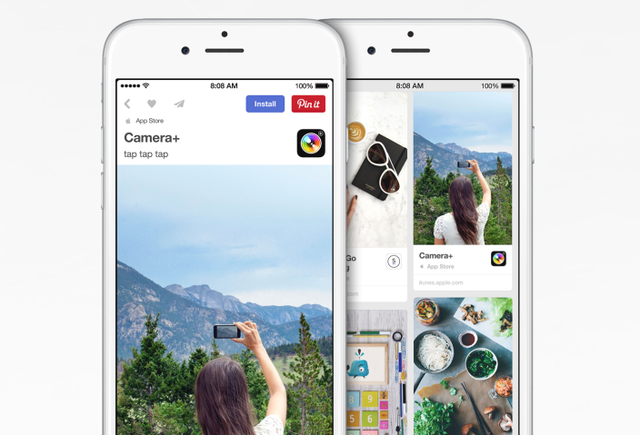 8:08 AM
100%
Install
Pin it
App Store
Camera+
tap tap tap
8:08 AM
100%
Go
g
Camera+
App Store
itunes.apple.com